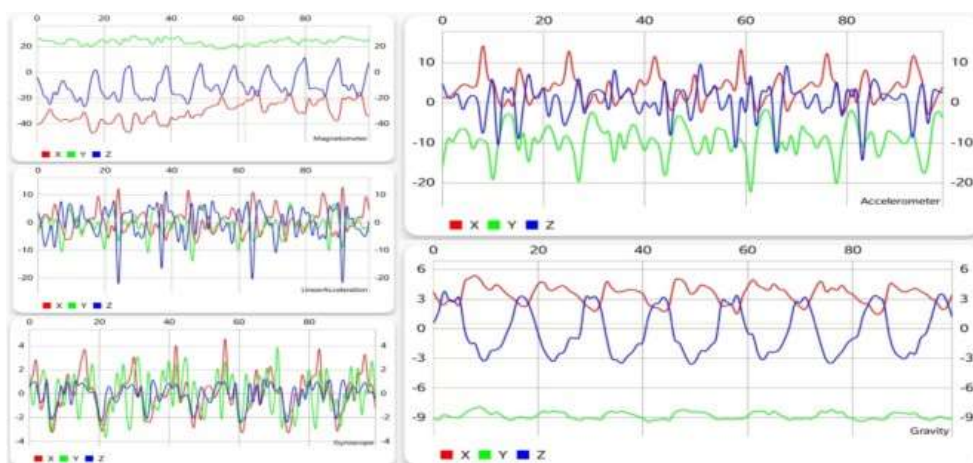 0 20 40 60 80
20 20
0 0
-20 -20
-40 -40
Magnetometer
X Y Z
0 20 40 60 80
10 10
0 0
-10 -10
-20 -20
LinearAcceleration
X Y Z
0 20 40 60 80
4 4
2 2
0 0
-2 -2
-4 -4
Gyroscope
X Y Z
0 20 40 60 80
10 10
0 0
-10 -10
-20 -20
Accelerometer
X Y Z
0 20 40 60 80
6 6
3 3
0 0
-3 -3
-6 -6
-9 -9
Gravity
X Y Z